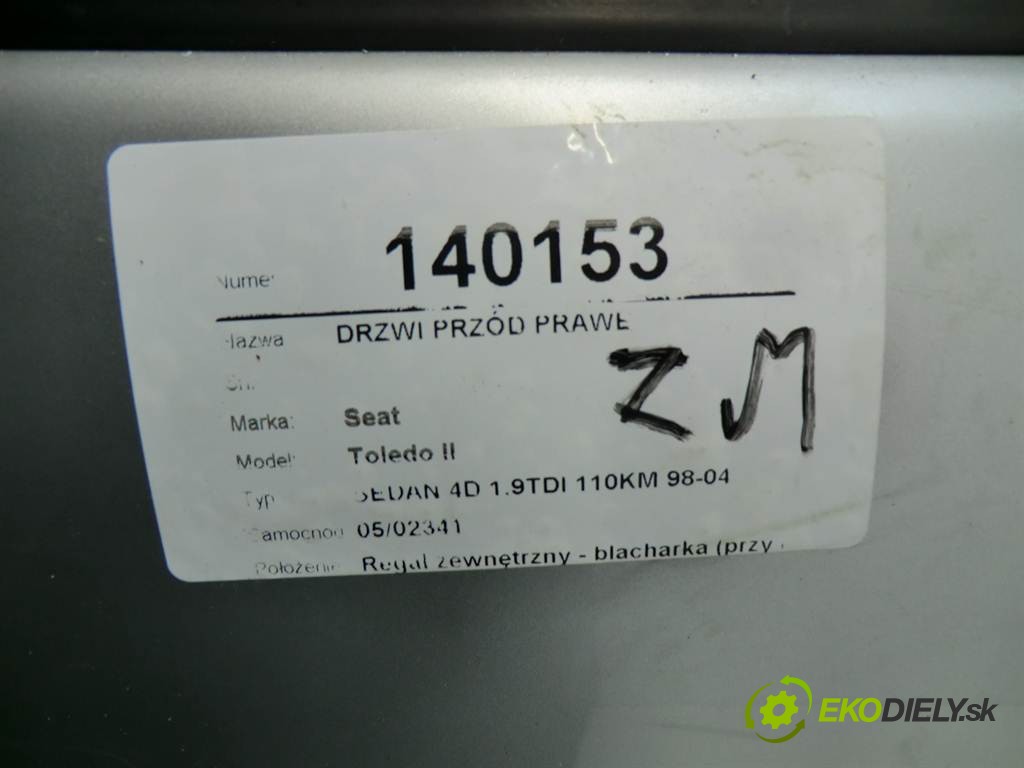 Numer 140153
Nazwa DRZWI PRZÓD PRAWE
Marka: Seat
Model: Toledo II
Typ SEDAN 4D 1.9TDI 110KM 98-04
Samochód 05/02341
Położenie Regał zewnętrzny - blacharka (przy
ZM
EKODIELY.sk